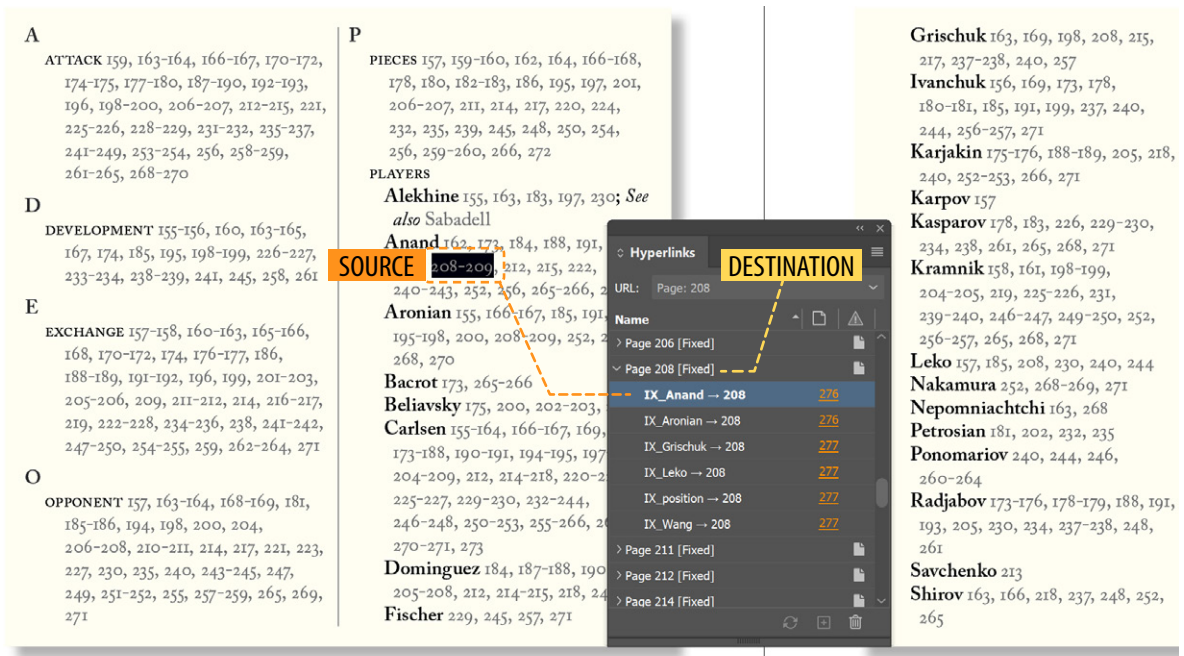 A
ATTACK 159, 163-164, 166-167, 170-172,
174-175, 177-180, 187-190, 192-193,
196, 198-200, 206-207, 212-215, 221,
225-226, 228-229, 231-232, 235-237,
241-249, 253-254, 256, 258-259,
261-265, 268-270
D
DEVELOPMENT 155-156, 160, 163-165,
167, 174, 185, 195, 198-199, 226-227,
233-234, 238-239, 241, 245, 258, 261
E
EXCHANGE 157-158, 160-163, 165-166,
168, 170-172, 174, 176-177, 186,
188-189, 191-192, 196, 199, 201-203,
205-206, 209, 211-212, 214, 216-217,
219, 222-228, 234-236, 238, 241-242,
247-250, 254-255, 259, 262-264, 271
O
OPPONENT 157, 163-164, 168-169, 181,
185-186, 194, 198, 200, 204,
206-208, 210-211, 214, 217, 221, 223,
227, 230, 235, 240, 243-245, 247,
249, 251-252, 255, 257-259, 265, 269,
271
P
PIECES 157, 159-160, 162, 164, 166-168,
178, 180, 182-183, 186, 195, 197, 201,
206-207, 211, 214, 217, 220, 224,
232, 235, 239, 245, 248, 250, 254,
256, 259-260, 266, 272
PLAYERS
Alekhine 155, 163, 183, 197, 230; See
also Sabadell
Anand 162, 173, 184, 188, 191,
208-209, 212, 215, 222,
240-243, 252, 256, 265-266,
Aronian 155, 166-167, 185, 191,
195-198, 200, 208-209, 252,
268, 270
Bacrot 173, 265-266
Beliavsky 175, 200, 202-203,
Carlsen 155-164, 166-167, 169,
173-188, 190-191, 194-195, 197
204-209, 212, 214-218,
225-227, 229-230, 232-244,
246-248, 250-253, 255-266,
270-271, 273
Dominguez 184, 187-188, 190
205-208, 212, 214-215, 218,
Fischer 229, 245, 257, 271
SOURCE
DESTINATION
Hyperlinks
URL: Page: 208
Name
Page 206 [Fixed]
Page 208 [Fixed]
IX_Anand → 208 276
IX_Aronian → 208 276
IX_Grischuk → 208 277
IX_Leko → 208 277
IX_position → 208 277
IX_Wang → 208 277
Page 211 [Fixed]
Page 212 [Fixed]
Page 214 [Fixed]
Grischuk 163, 169, 198, 208, 215,
217, 237-238, 240, 257
Ivanchuk 156, 169, 173, 178,
180-181, 185, 191, 199, 237, 240,
244, 256-257, 271
Karjakin 175-176, 188-189, 205, 218,
240, 252-253, 266, 271
Karpov 157
Kasparov 178, 183, 226, 229-230,
234, 238, 261, 265, 268, 271
Kramnik 158, 161, 198-199,
204-205, 219, 225-226, 231,
239-240, 246-247, 249-250, 252,
256-257, 265, 268, 271
Leko 157, 185, 208, 230, 240, 244
Nakamura 252, 268-269, 271
Nepomniachtchi 163, 268
Petrosian 181, 202, 232, 235
Ponomariov 240, 244, 246,
260-264
Radjabov 173-176, 178-179, 188, 191,
193, 205, 230, 234, 237-238, 248,
261
Savchenko 213
Shirov 163, 166, 218, 237, 248, 252,
265